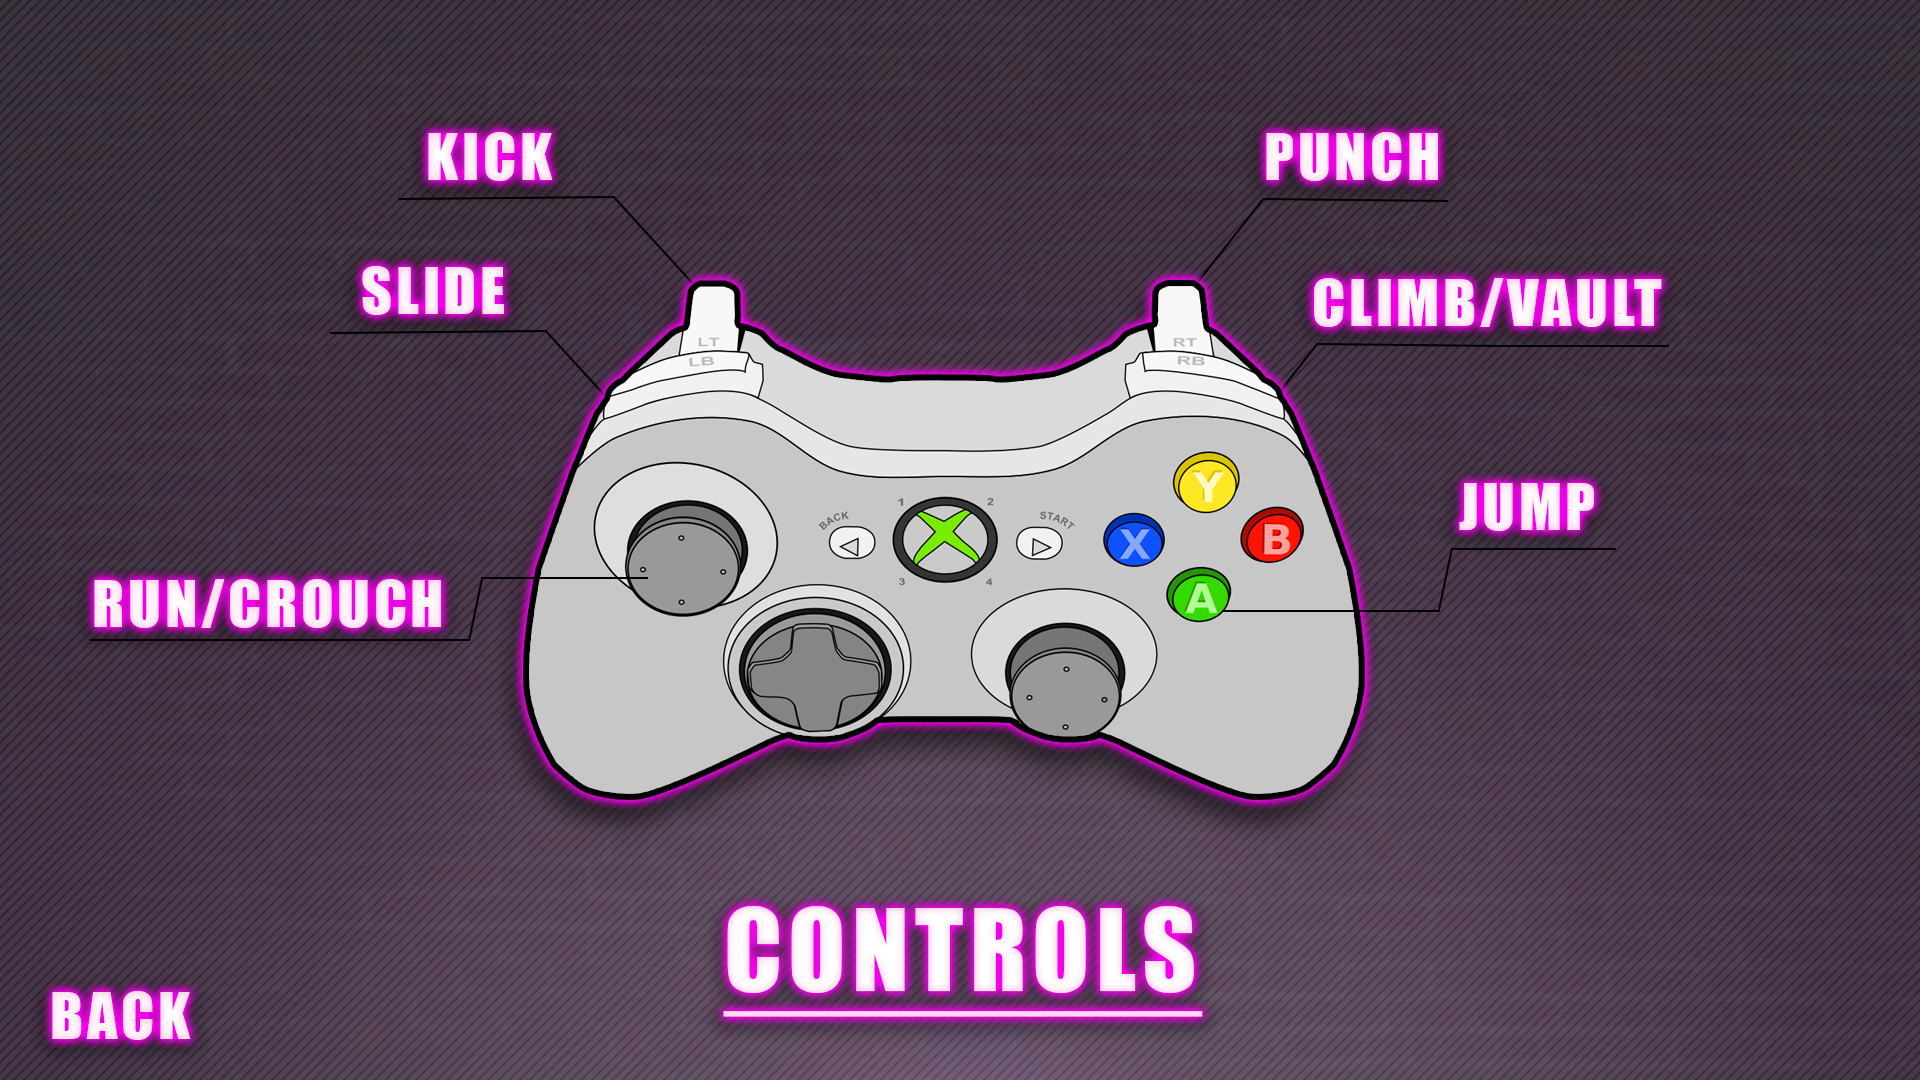 KICK
PUNCH
SLIDE
CLIMB/VAULT
LT
RT
LB
RB
Y
JUMP
1
2
BACK
START
X
B
3
4
A
RUN/CROUCH
CONTROLS
BACK